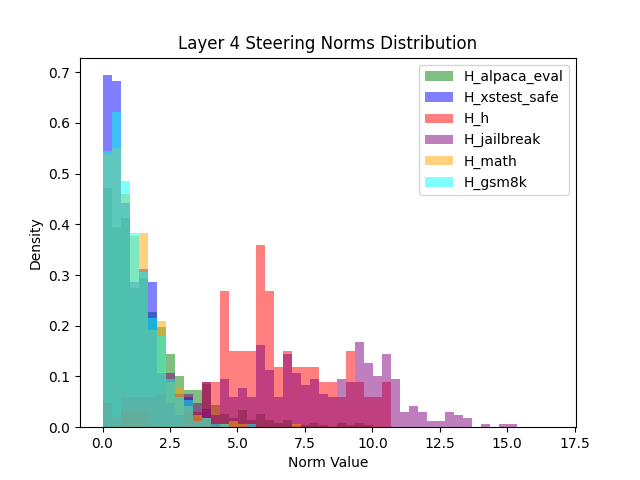 Layer 4 Steering Norms Distribution
H_alpaca_eval
H_xstest_safe
H_h
H_jailbreak
H_math
H_gsm8k
Density
0.7
0.6
0.5
0.4
0.3
0.2
0.1
0.0
0.0 2.5 5.0 7.5 10.0 12.5 15.0 17.5
Norm Value